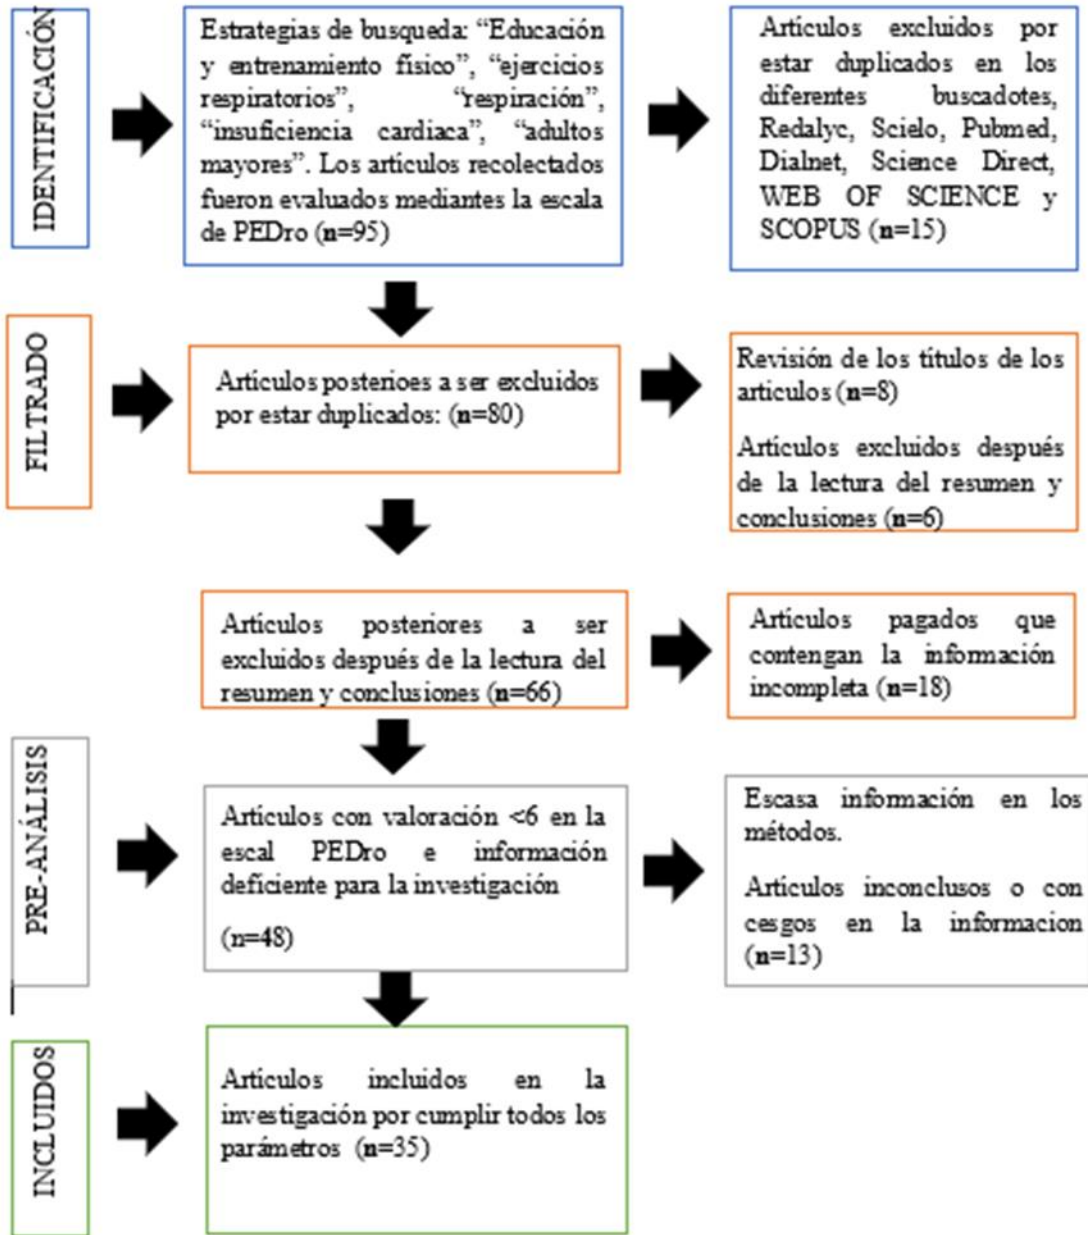 IDENTIFICACIÓN
Estrategias de busqueda: “Educación
y entrenamiento físico”, “ejercicios
respiratorios”, “respiración”,
“insuficiencia cardiaca”, “adultos
mayores”. Los artículos recolectados
fueron evaluados mediantes la escala
de PEDro (n=95)
Artículos excluidos por
estar duplicados en los
diferentes buscadotes,
Redalyc, Scielo, Pubmed,
Dialnet, Science Direct,
WEB OF SCIENCE y
SCOPUS (n=15)
FILTRADO
Artículos posterioes a ser excluidos
por estar duplicados: (n=80)
Revisión de los títulos de los
articulos (n=8)
Artículos excluidos después
de la lectura del resumen y
conclusiones (n=6)
Artículos posteriores a ser
excluidos después de la lectura del
resumen y conclusiones (n=66)
Artículos pagados que
contengan la información
incompleta (n=18)
PRE-ANÁLISIS
Artículos con valoración <6 en la
escal PEDro e información
deficiente para la investigación
(n=48)
Escasa información en los
métodos.
Artículos inconclusos o con
cesgos en la informacion
(n=13)
INCLUIDOS
Artículos incluidos en la
investigación por cumplir todos los
parámetros (n=35)